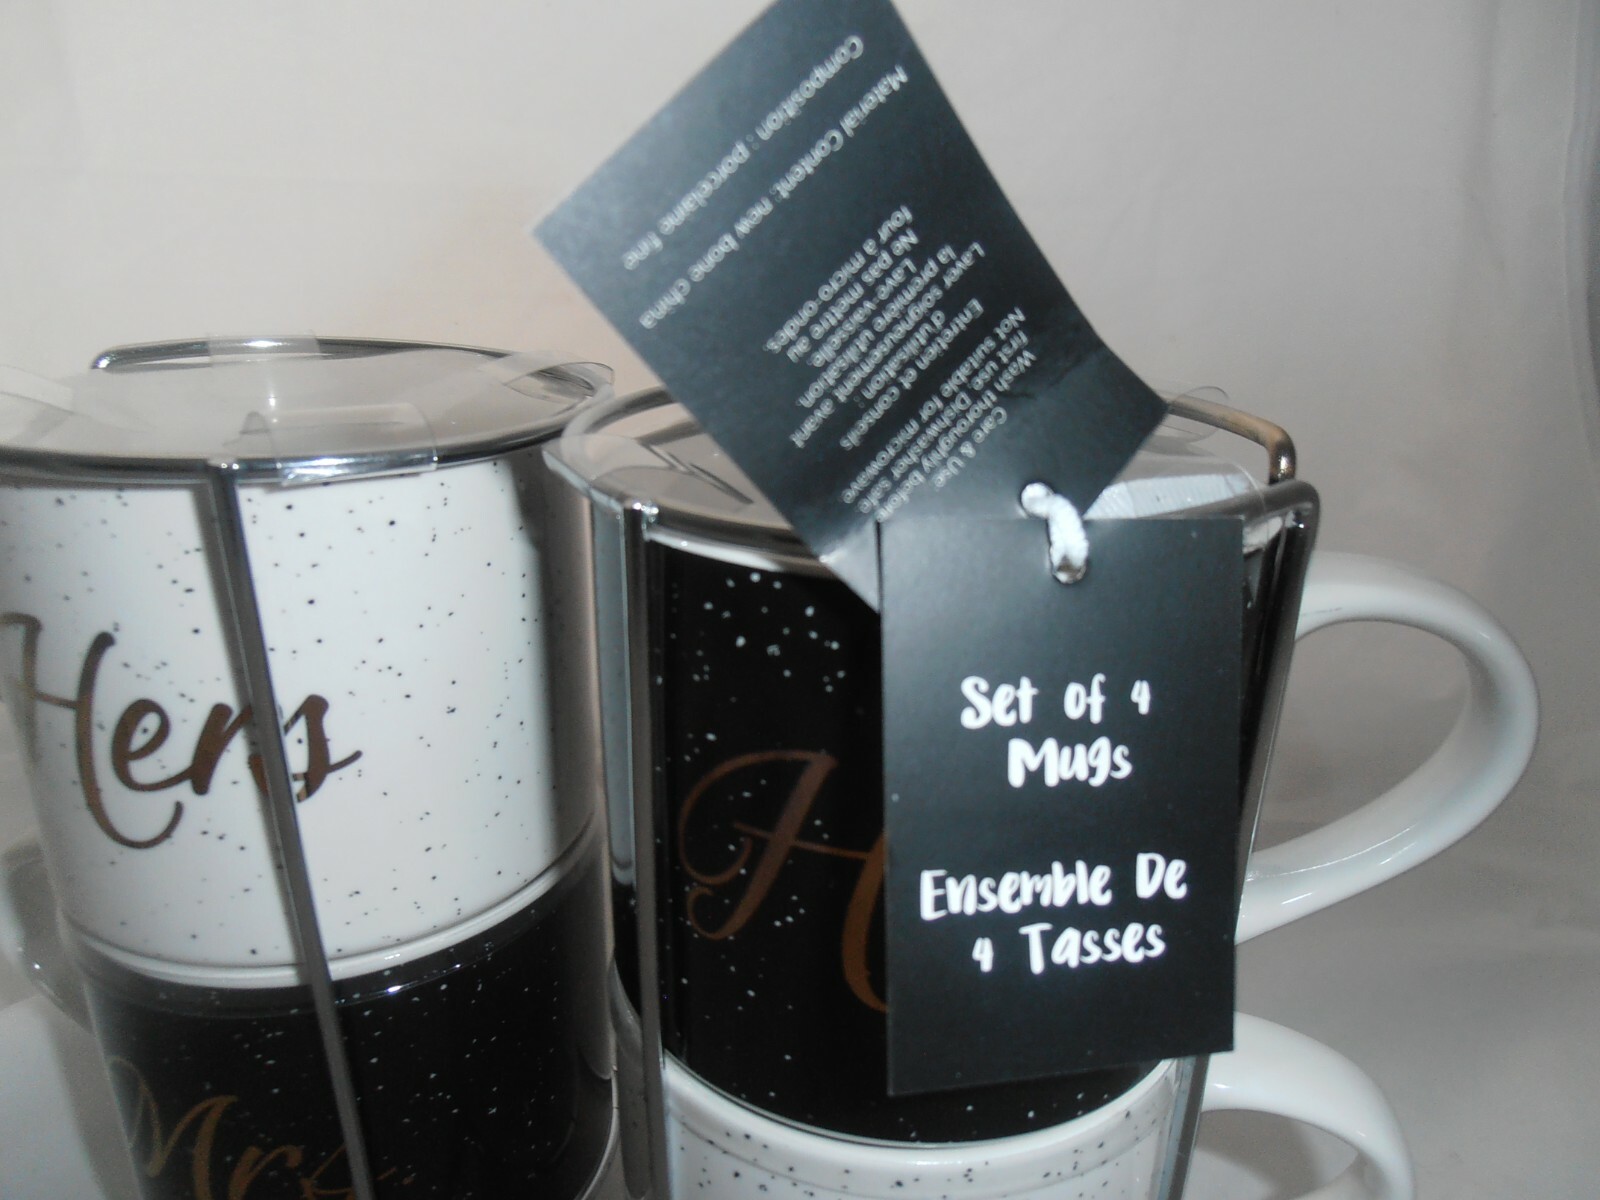 Composition : porcelaine fine
Material Content: new bone china
four à micro-ondes.
Ne pas mettre au
Lave vaisselle.
la première utilisation.
Laver soigneusement avant
d'utilisation :
Entretien et conseils
Not suitable for microwave
first use. Dishwasher safe
Wash thoroughly before
Care & Use:
Hers
Mrs
H
Set of 4
Mugs
Ensemble De
4 Tasses